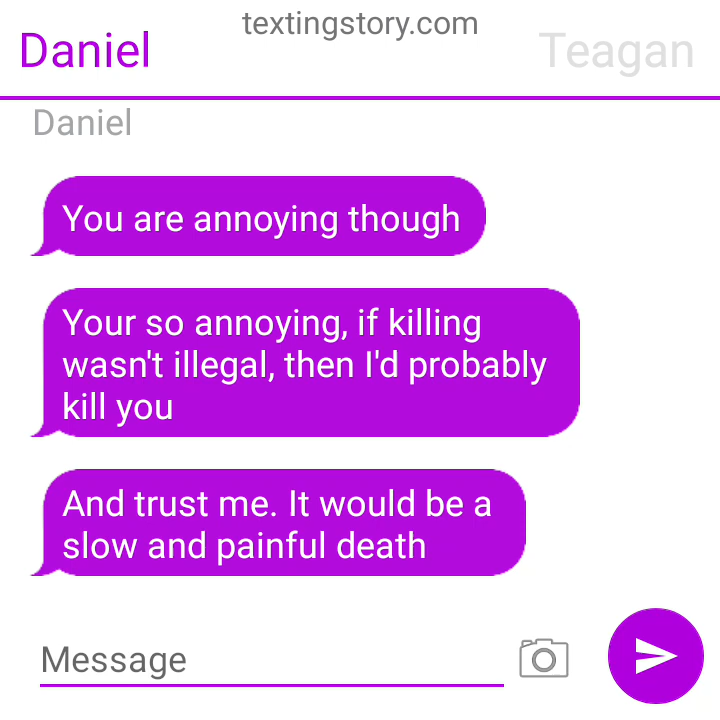 textingstory.com
Daniel
Teagan
Daniel
You are annoying though
Your so annoying, if killing
wasn't illegal, then I'd probably
kill you
And trust me. It would be a
slow and painful death
Message